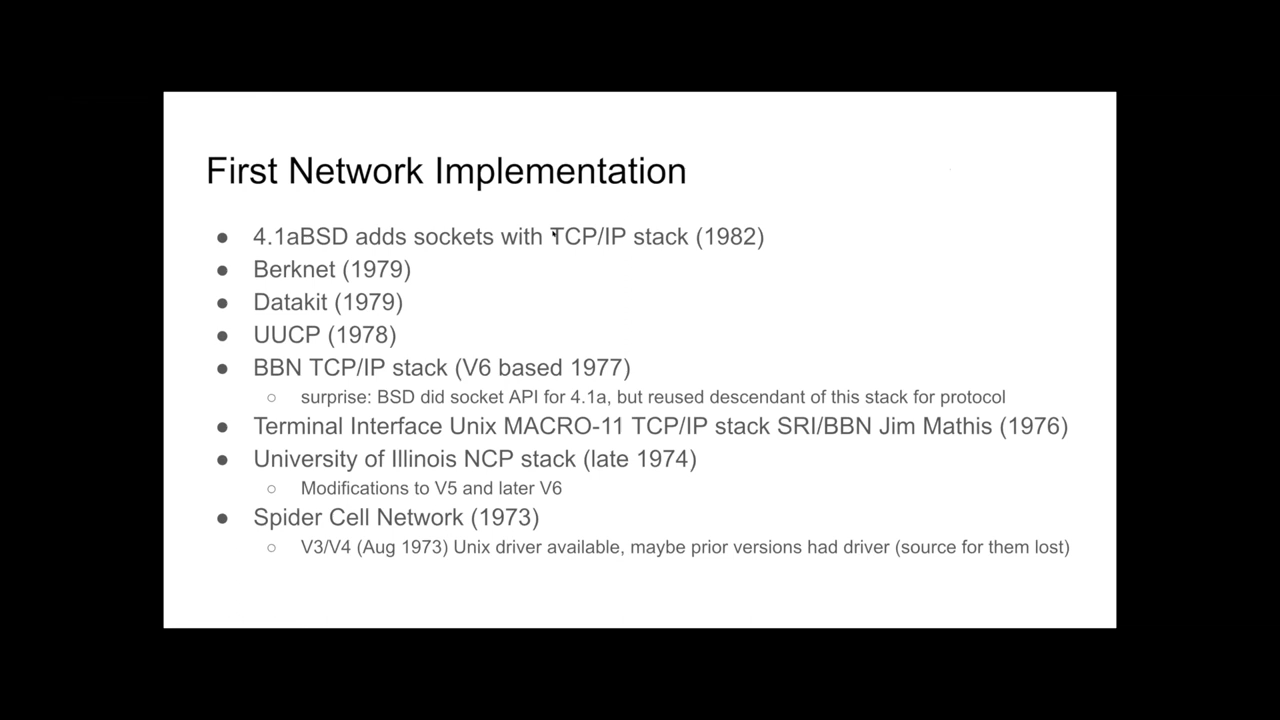 First Network Implementation
● 4.1aBSD adds sockets with TCP/IP stack (1982)
● Berknet (1979)
● Datakit (1979)
● UUCP (1978)
● BBN TCP/IP stack (V6 based 1977)
○ surprise: BSD did socket API for 4.1a, but reused descendant of this stack for protocol
● Terminal Interface Unix MACRO-11 TCP/IP stack SRI/BBN Jim Mathis (1976)
● University of Illinois NCP stack (late 1974)
○ Modifications to V5 and later V6
● Spider Cell Network (1973)
○ V3/V4 (Aug 1973) Unix driver available, maybe prior versions had driver (source for them lost)